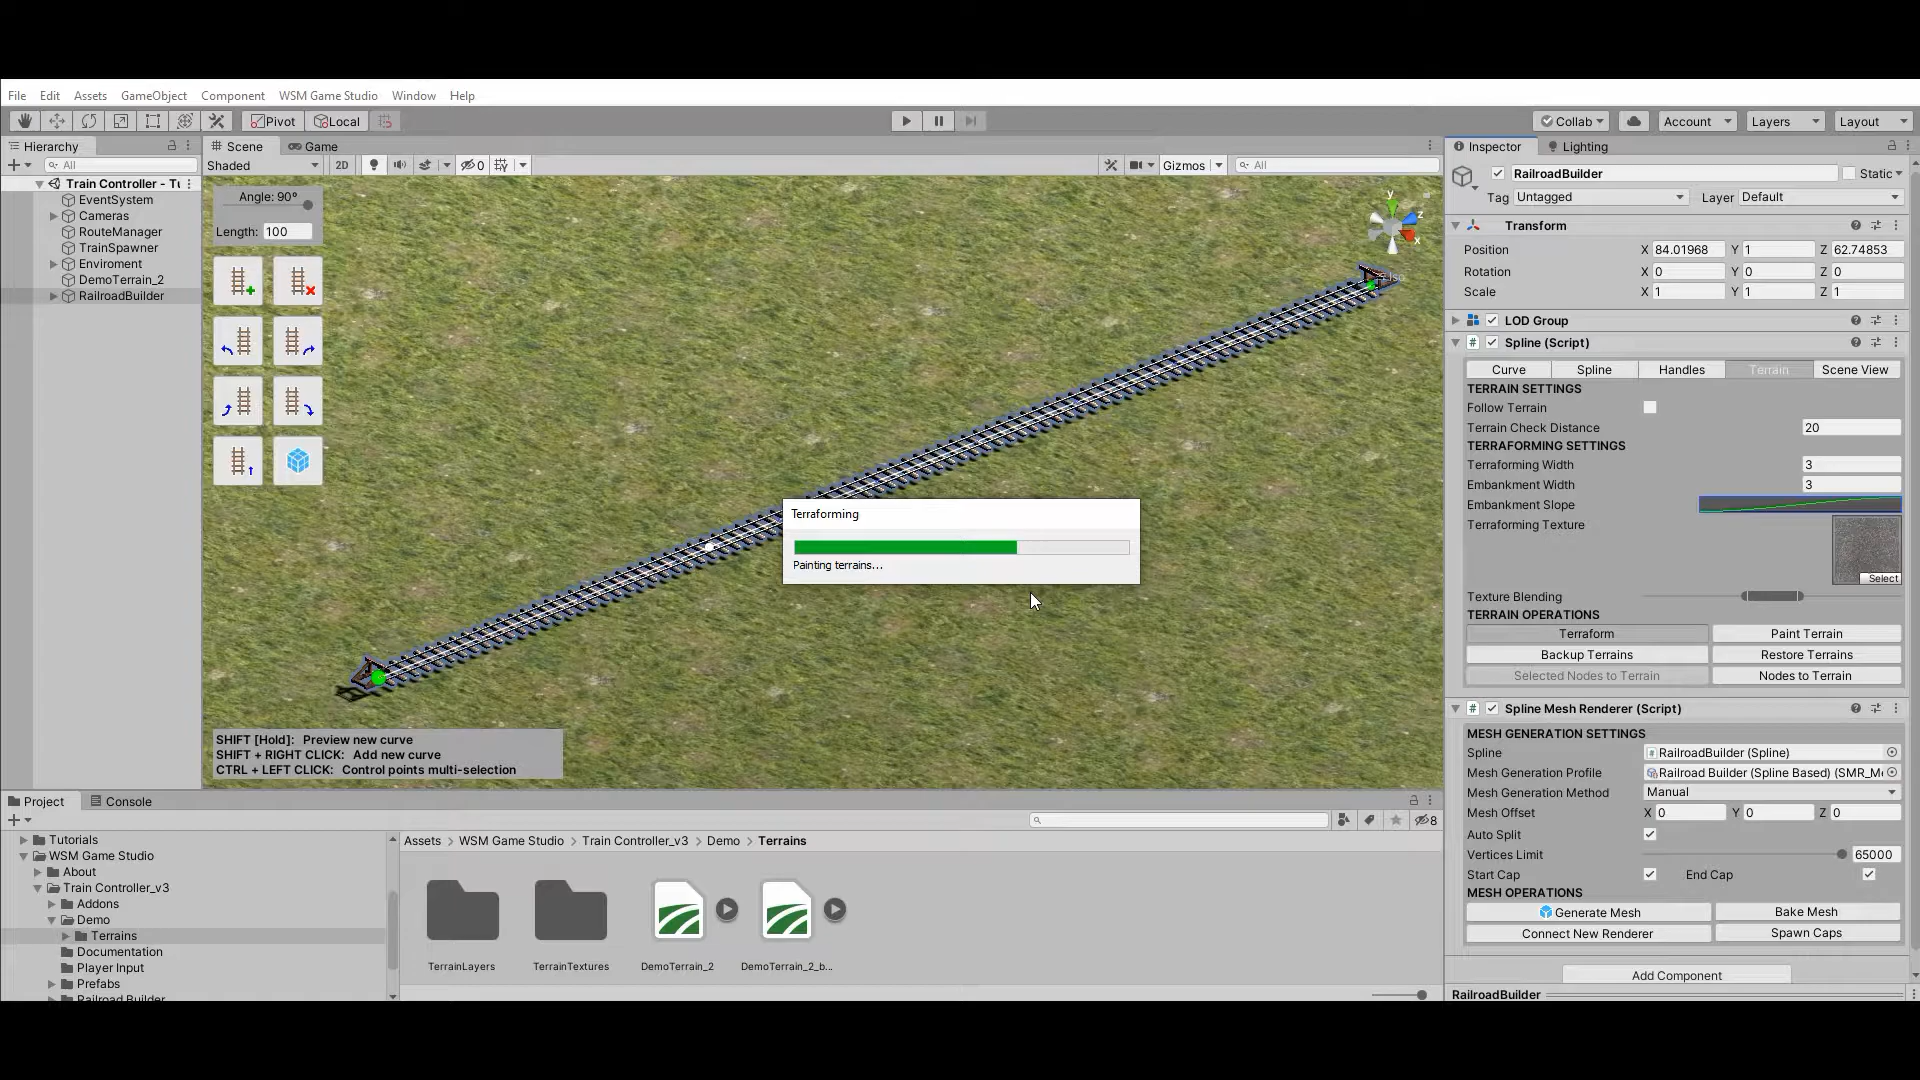 File Edit Assets GameObject Component WSM Game Studio Window Help
Pivot Local Collab Account Layers Layout
Hierarchy
All
Train Controller - Tu
EventSystem
Cameras
RouteManager
TrainSpawner
Enviroment
DemoTerrain_2
RailroadBuilder
Scene Game
Shaded 2D 0 Gizmos All
Angle: 90°
Length: 100
y
z
x
Iso
Terraforming
Painting terrains...
SHIFT [Hold]: Preview new curve
SHIFT + RIGHT CLICK: Add new curve
CTRL + LEFT CLICK: Control points multi-selection
Inspector Lighting
RailroadBuilder Static
Tag Untagged Layer Default
Transform
Position X 84.01968 Y 1 Z 62.74853
Rotation X 0 Y 0 Z 0
Scale X 1 Y 1 Z 1
LOD Group
# Spline (Script)
Curve Spline Handles Terrain Scene View
TERRAIN SETTINGS
Follow Terrain
Terrain Check Distance 20
TERRAFORMING SETTINGS
Terraforming Width 3
Embankment Width 3
Embankment Slope
Terraforming Texture
Select
Texture Blending
TERRAIN OPERATIONS
Terraform Paint Terrain
Backup Terrains Restore Terrains
Selected Nodes to Terrain Nodes to Terrain
# Spline Mesh Renderer (Script)
MESH GENERATION SETTINGS
Spline RailroadBuilder (Spline)
Mesh Generation Profile Railroad Builder (Spline Based) (SMR_M
Mesh Generation Method Manual
Mesh Offset X 0 Y 0 Z 0
Auto Split
Vertices Limit 65000
Start Cap End Cap
MESH OPERATIONS
Generate Mesh Bake Mesh
Connect New Renderer Spawn Caps
Add Component
RailroadBuilder
Project Console
8
Tutorials
WSM Game Studio
About
Train Controller_v3
Addons
Demo
Terrains
Documentation
Player Input
Prefabs
Railroad Builder
Assets > WSM Game Studio > Train Controller_v3 > Demo > Terrains
TerrainLayers TerrainTextures DemoTerrain_2 DemoTerrain_2_b...